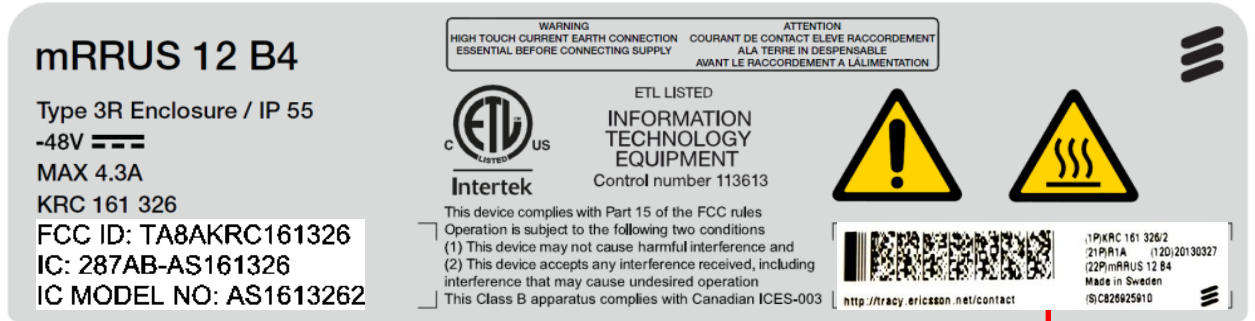 mRRUS 12 B4
Type 3R Enclosure / IP 55
-48V
MAX 4.3A
KRC 161 326
FCC ID: TA8AKRC161326
IC: 287AB-AS161326
IC MODEL NO: AS1613262
WARNING
HIGH TOUCH CURRENT EARTH CONNECTION
ESSENTIAL BEFORE CONNECTING SUPPLY
ATTENTION
COURANT DE CONTACT ELEVE RACCORDEMENT
ALA TERRE IN DESPENSABLE
AVANT LE RACCORDEMENT A LÁLIMENTATION
ETL
LISTED
C US
Intertek
ETL LISTED
INFORMATION
TECHNOLOGY
EQUIPMENT
Control number 113613
This device complies with Part 15 of the FCC rules
Operation is subject to the following two conditions
(1) This device may not cause harmful interference and
(2) This device accepts any interference received, including
interference that may cause undesired operation
This Class B apparatus complies with Canadian ICES-003
http://tracy.ericsson.net/contact
(1P)KRC 161 326/2
(21P)R1A (12D)20130327
(22P)mRRUS 12 B4
Made in Sweden
(S)C826925910